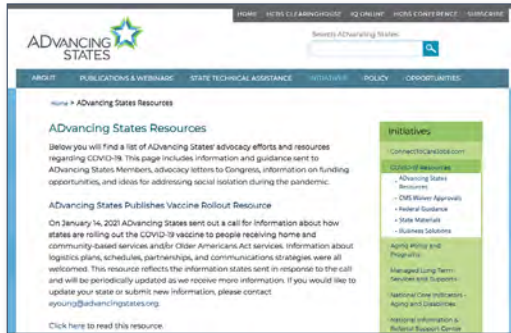 HOME HCBS CLEARINGHOUSE IQ ONLINE HCBS CONFERENCE SUBSCRIBE
ADVANCING
STATES
Search ADvancing States
ABOUT PUBLICATIONS & WEBINARS STATE TECHNICAL ASSISTANCE INITIATIVES POLICY OPPORTUNITIES
Home > ADvancing States Resources
ADvancing States Resources
Below you will find a list of ADvancing States' advocacy efforts and resources
regarding COVID-19. This page includes information and guidance sent to
ADvancing States Members, advocacy letters to Congress, information on funding
opportunities, and ideas for addressing social isolation during the pandemic.
ADvancing States Publishes Vaccine Rollout Resource
On January 14, 2021 ADvancing States sent out a call for information about how
states are rolling out the COVID-19 vaccine to people receiving home and
community-based services and/or Older Americans Act services. Information about
logistics plans, schedules, partnerships, and communications strategies were all
welcomed. This resource reflects the information states sent in response to the call
and will be periodically updated as we receive more information. If you would like to
update your state or submit new information, please contact
ayoung@advancingstates.org.
Click here to read this resource.
Initiatives
ConnectToCareJobs.com
COVID-19 Resources
- ADvancing States
Resources
- CMS Waiver Approvals
- Federal Guidance
- State Materials
- Business Solutions
Aging Policy and
Programs
Managed Long Term
Services and Supports
National Core Indicators -
Aging and Disabilities
National Information &
Referral Support Center